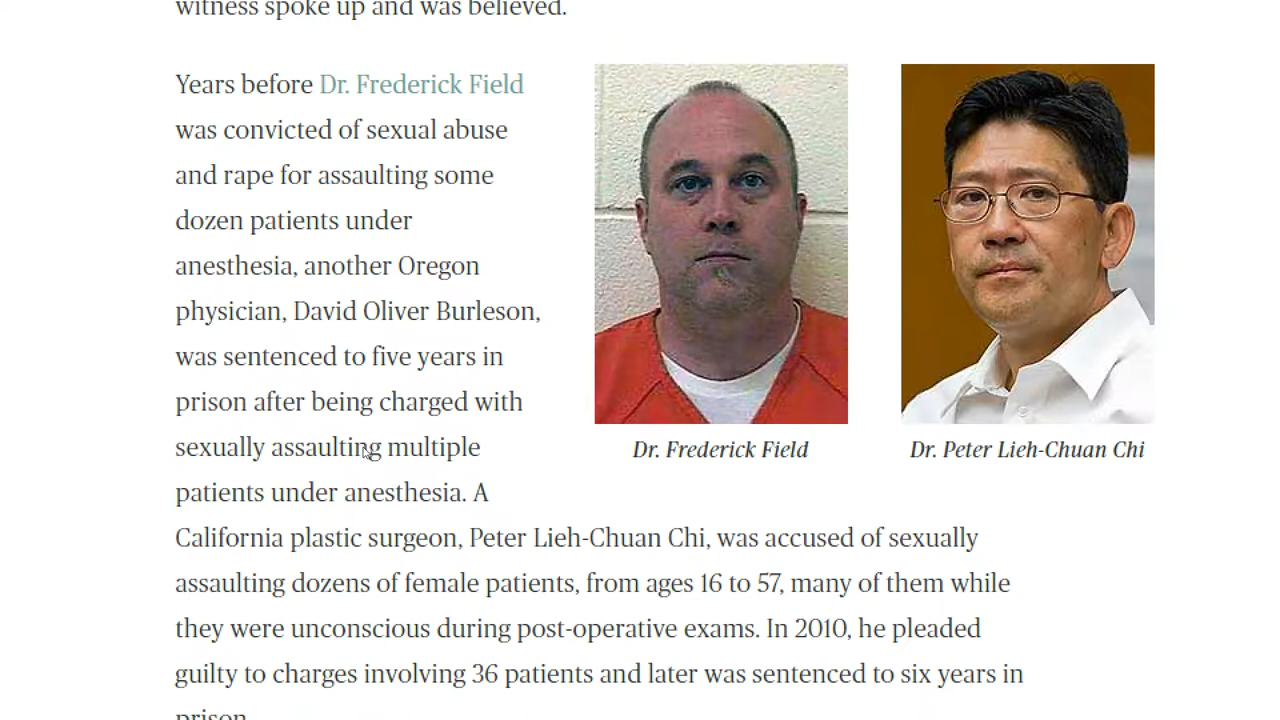 witness spoke up and was believed.
Years before Dr. Frederick Field
was convicted of sexual abuse
and rape for assaulting some
dozen patients under
anesthesia, another Oregon
physician, David Oliver Burleson,
was sentenced to five years in
prison after being charged with
sexually assaulting multiple
patients under anesthesia. A
California plastic surgeon, Peter Lieh-Chuan Chi, was accused of sexually
assaulting dozens of female patients, from ages 16 to 57, many of them while
they were unconscious during post-operative exams. In 2010, he pleaded
guilty to charges involving 36 patients and later was sentenced to six years in
prison.
Dr. Frederick Field
Dr. Peter Lieh-Chuan Chi